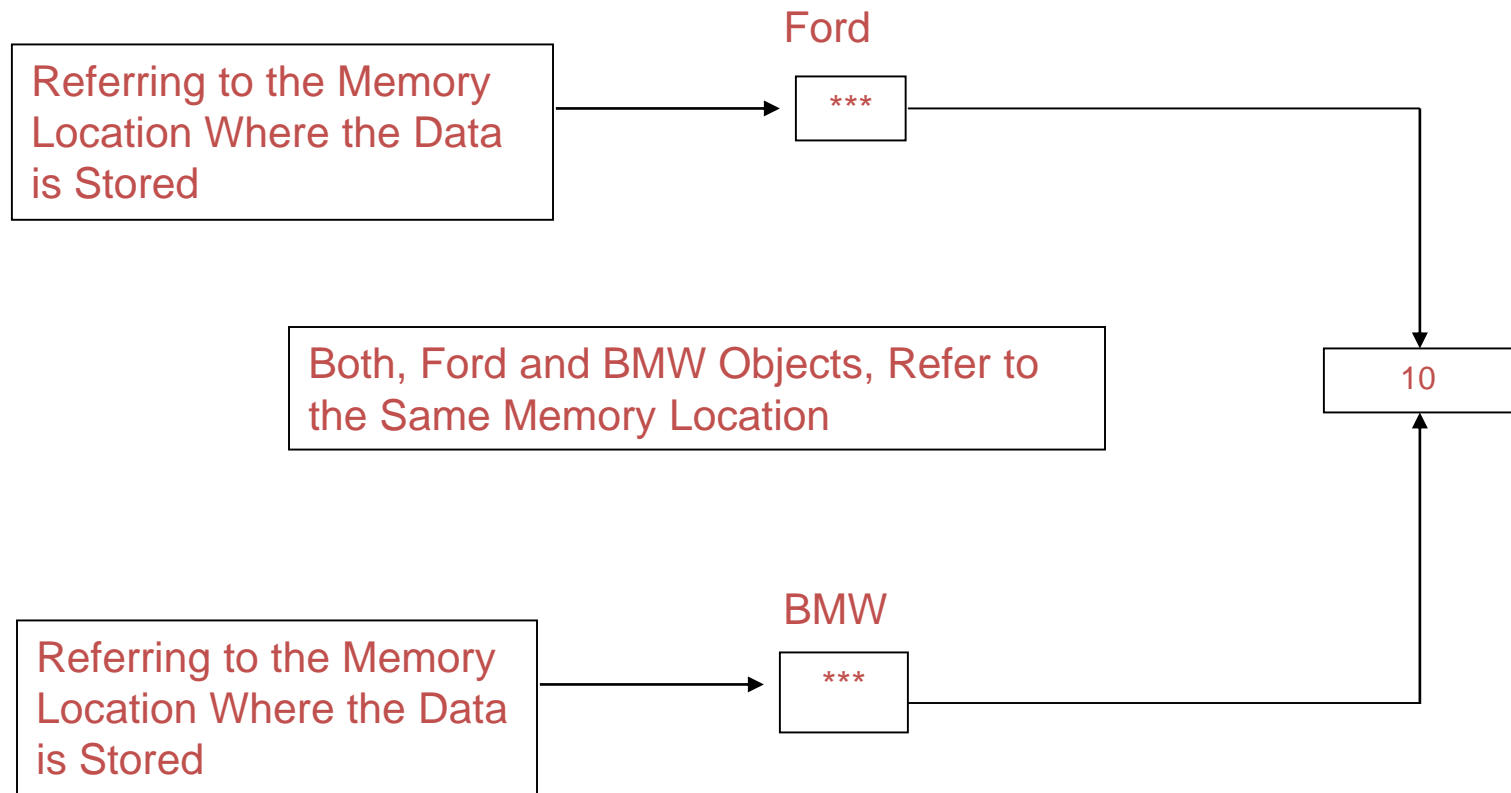 Ford
Referring to the Memory
Location Where the Data
is Stored
***
Both, Ford and BMW Objects, Refer to
the Same Memory Location
10
BMW
Referring to the Memory
Location Where the Data
is Stored
***